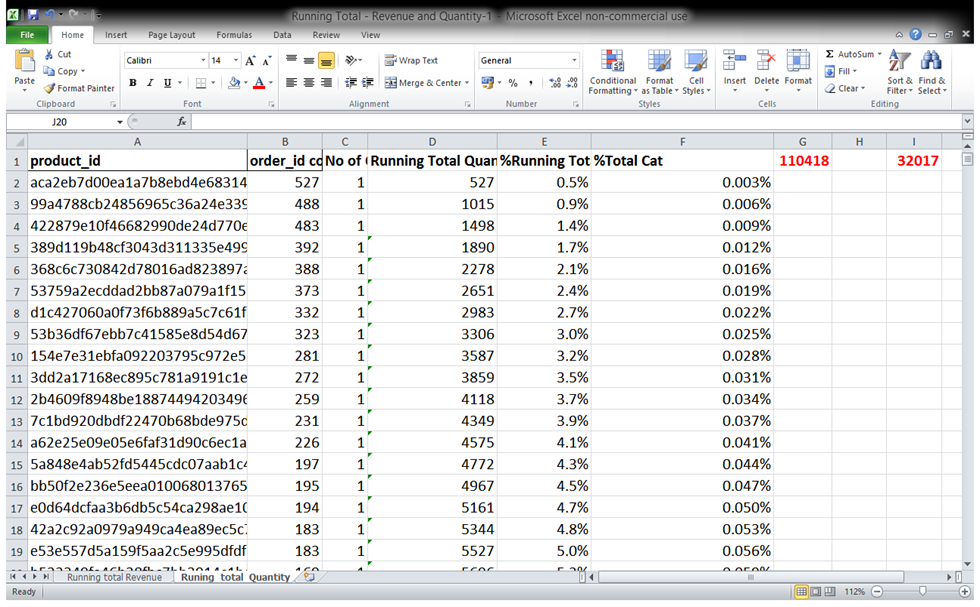 Running Total - Revenue and Quantity-1 - Microsoft Excel non-commercial use
File Home Insert Page Layout Formulas Data Review View
Paste Cut Copy Format Painter Calibri 14 A A Wrap Text General Conditional Formatting Format as Table Cell Styles Insert Delete Format Σ AutoSum Fill Clear Sort & Filter Find & Select
B I U A Merge & Center % ,
Clipboard Font Alignment Number Styles Cells Editing
J20 fx
A B C D E F G H I
1 product_id order_id co No of Running Total Quan %Running Tot %Total Cat 110418 32017
2 aca2eb7d00ea1a7b8ebd4e68314 527 1 527 0.5% 0.003%
3 99a4788cb24856965c36a24e339 488 1 1015 0.9% 0.006%
4 422879e10f46682990de24d770e 483 1 1498 1.4% 0.009%
5 389d119b48cf3043d311335e499 392 1 1890 1.7% 0.012%
6 368c6c730842d78016ad823897a 388 1 2278 2.1% 0.016%
7 53759a2ecddad2bb87a079a1f15 373 1 2651 2.4% 0.019%
8 d1c427060a0f73f6b889a5c7c61f 332 1 2983 2.7% 0.022%
9 53b36df67ebb7c41585e8d54d67 323 1 3306 3.0% 0.025%
10 154e7e31ebfa092203795c972e5 281 1 3587 3.2% 0.028%
11 3dd2a17168ec895c781a9191c1e 272 1 3859 3.5% 0.031%
12 2b4609f8948be18874494203496 259 1 4118 3.7% 0.034%
13 7c1bd920dbdf22470b68bde975d 231 1 4349 3.9% 0.037%
14 a62e25e09e05e6faf31d90c6ec1a 226 1 4575 4.1% 0.041%
15 5a848e4ab52fd5445cdc07aab1c4 197 1 4772 4.3% 0.044%
16 bb50f2e236e5eea010068013765 195 1 4967 4.5% 0.047%
17 e0d64dcfaa3b6db5c54ca298ae10 194 1 5161 4.7% 0.050%
18 42a2c92a0979a949ca4ea89ec5c7 183 1 5344 4.8% 0.053%
19 e53e557d5a159f5aa2c5e995dfdf 183 1 5527 5.0% 0.056%
Running total Revenue Runing total Quantity
Ready 112%